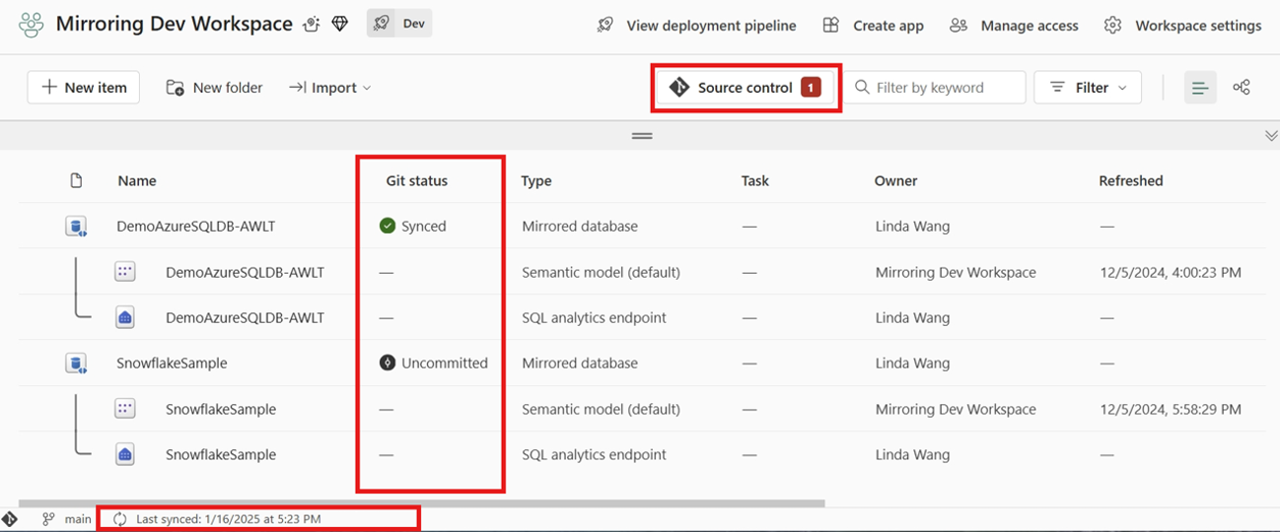 Mirroring Dev Workspace Dev View deployment pipeline Create app Manage access Workspace settings
New item New folder Import Source control 1 Filter by keyword Filter
Name Git status Type Task Owner Refreshed
DemoAzureSQLDB-AWLT Synced Mirrored database — Linda Wang —
DemoAzureSQLDB-AWLT — Semantic model (default) — Mirroring Dev Workspace 12/5/2024, 4:00:23 PM
DemoAzureSQLDB-AWLT — SQL analytics endpoint — Linda Wang —
SnowflakeSample Uncommitted Mirrored database — Linda Wang —
SnowflakeSample — Semantic model (default) — Mirroring Dev Workspace 12/5/2024, 5:58:29 PM
SnowflakeSample — SQL analytics endpoint — Linda Wang —
main Last synced: 1/16/2025 at 5:23 PM